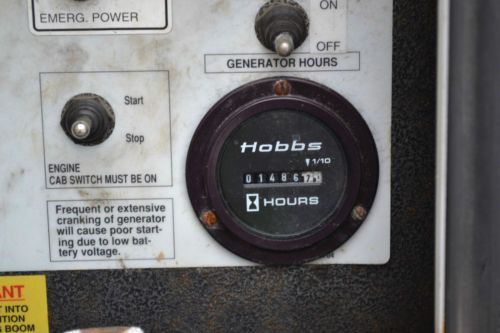 EMERG. POWER
ON
OFF
GENERATOR HOURS
Start
Stop
ENGINE
CAB SWITCH MUST BE ON
Hobbs
1/10
01486
HOURS
Frequent or extensive
cranking of generator
will cause poor start-
ing due to low bat-
tery voltage.
ANT
T INTO
NITION
S BOOM